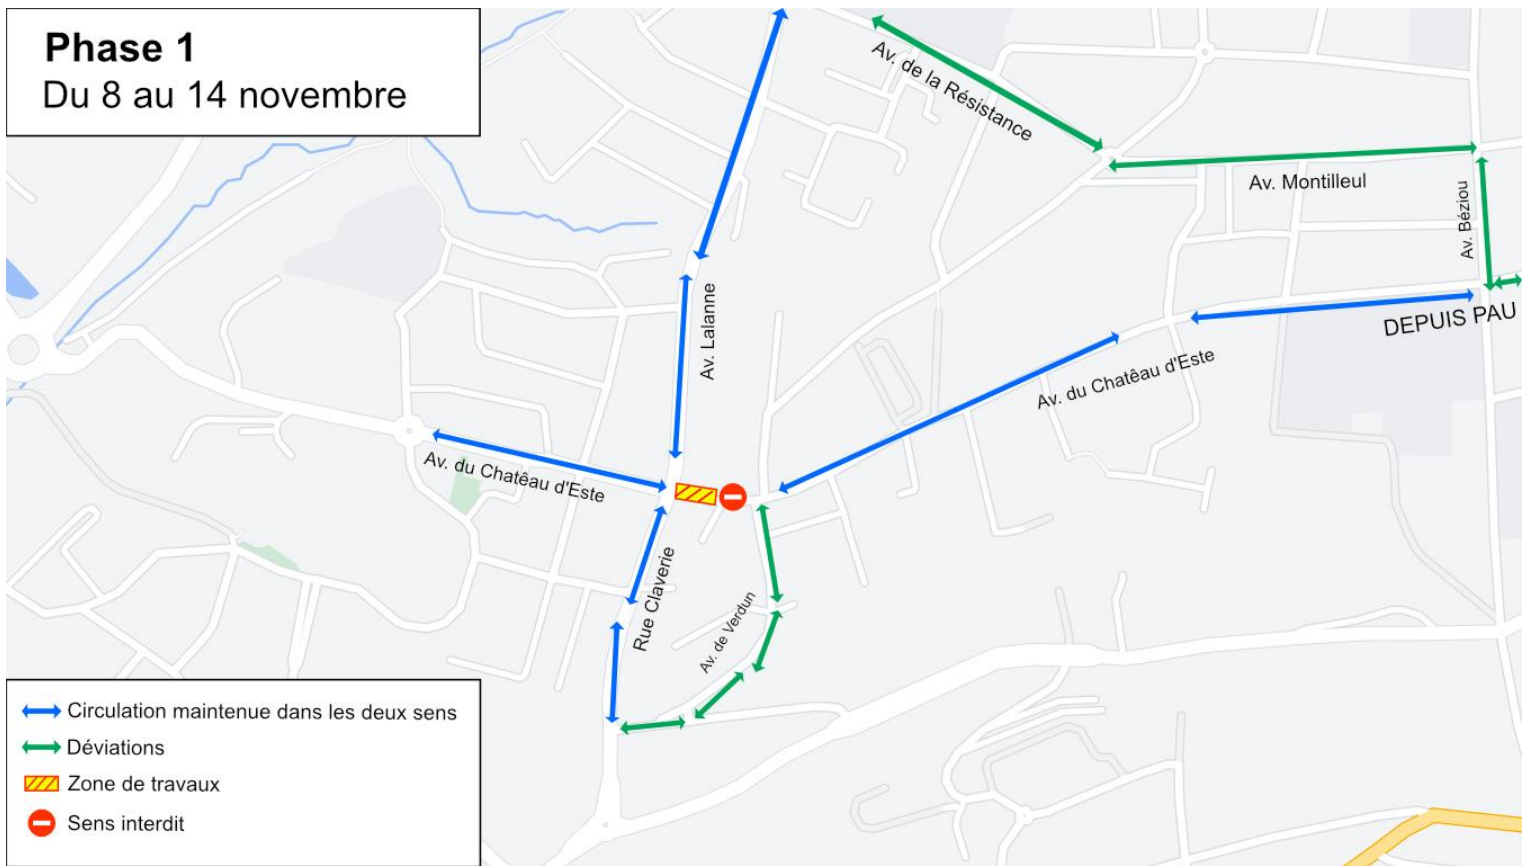 Phase 1
Du 8 au 14 novembre
Av. de la Résistance
Av. Montilleul
Av. Béziou
DEPUIS PAU
Av. Lalanne
Av. du Chatêau d'Este
Av. du Chatêau d'Este
Rue Claverie
Av. de Verdun
Circulation maintenue dans les deux sens
Déviations
Zone de travaux
Sens interdit